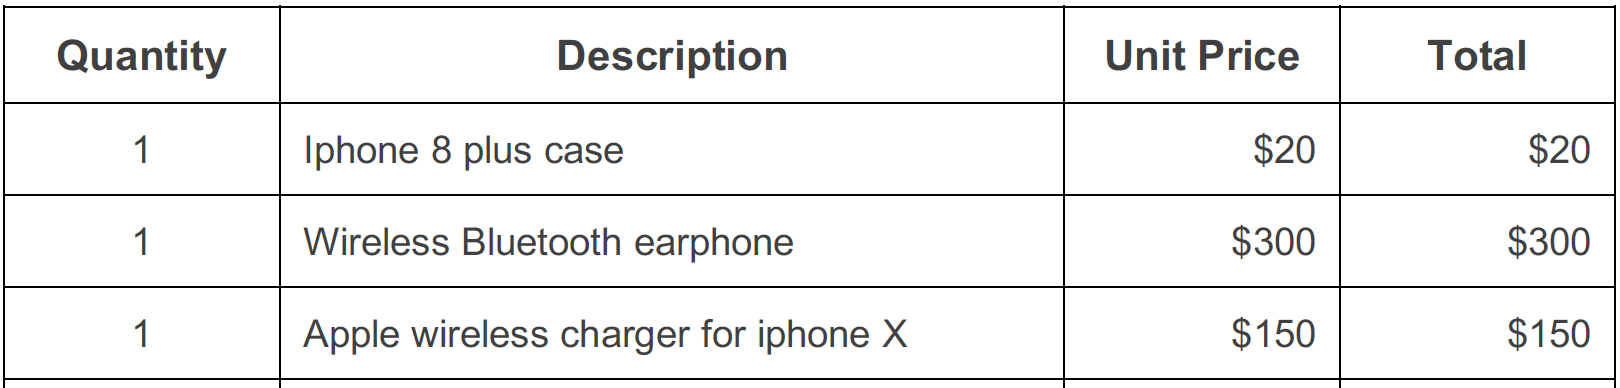 Quantity Description Unit Price Total
1 Iphone 8 plus case $20 $20
1 Wireless Bluetooth earphone $300 $300
1 Apple wireless charger for iphone X $150 $150